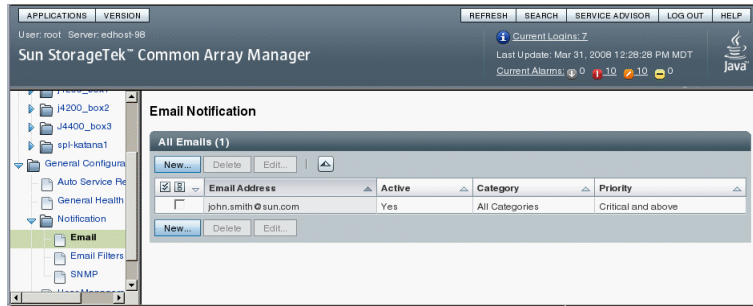 APPLICATIONS VERSION REFRESH SEARCH SERVICE ADVISOR LOG OUT HELP
User: root Server: edhost-98
Sun StorageTek™ Common Array Manager
Current Logins: 7
Last Update: Mar 31, 2008 12:28:28 PM MDT
Current Alarms: 0 10 10 0
Java
j4200_box2
J4400_box3
spl-katana1
General Configura
Auto Service Re
General Health
Notification
Email
Email Filters
SNMP
Email Notification
All Emails (1)
New... Delete Edit...
Email Address Active Category Priority
john.smith@sun.com Yes All Categories Critical and above
New... Delete Edit...